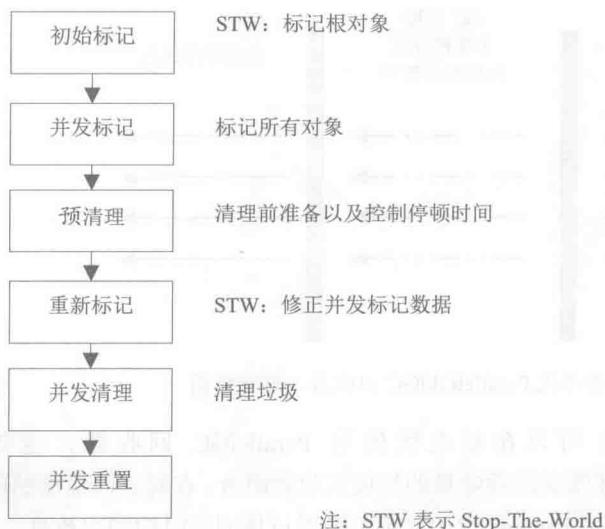 初始标记 STW：标记根对象
并发标记 标记所有对象
预清理 清理前准备以及控制停顿时间
重新标记 STW：修正并发标记数据
并发清理 清理垃圾
并发重置
注：STW 表示 Stop-The-World